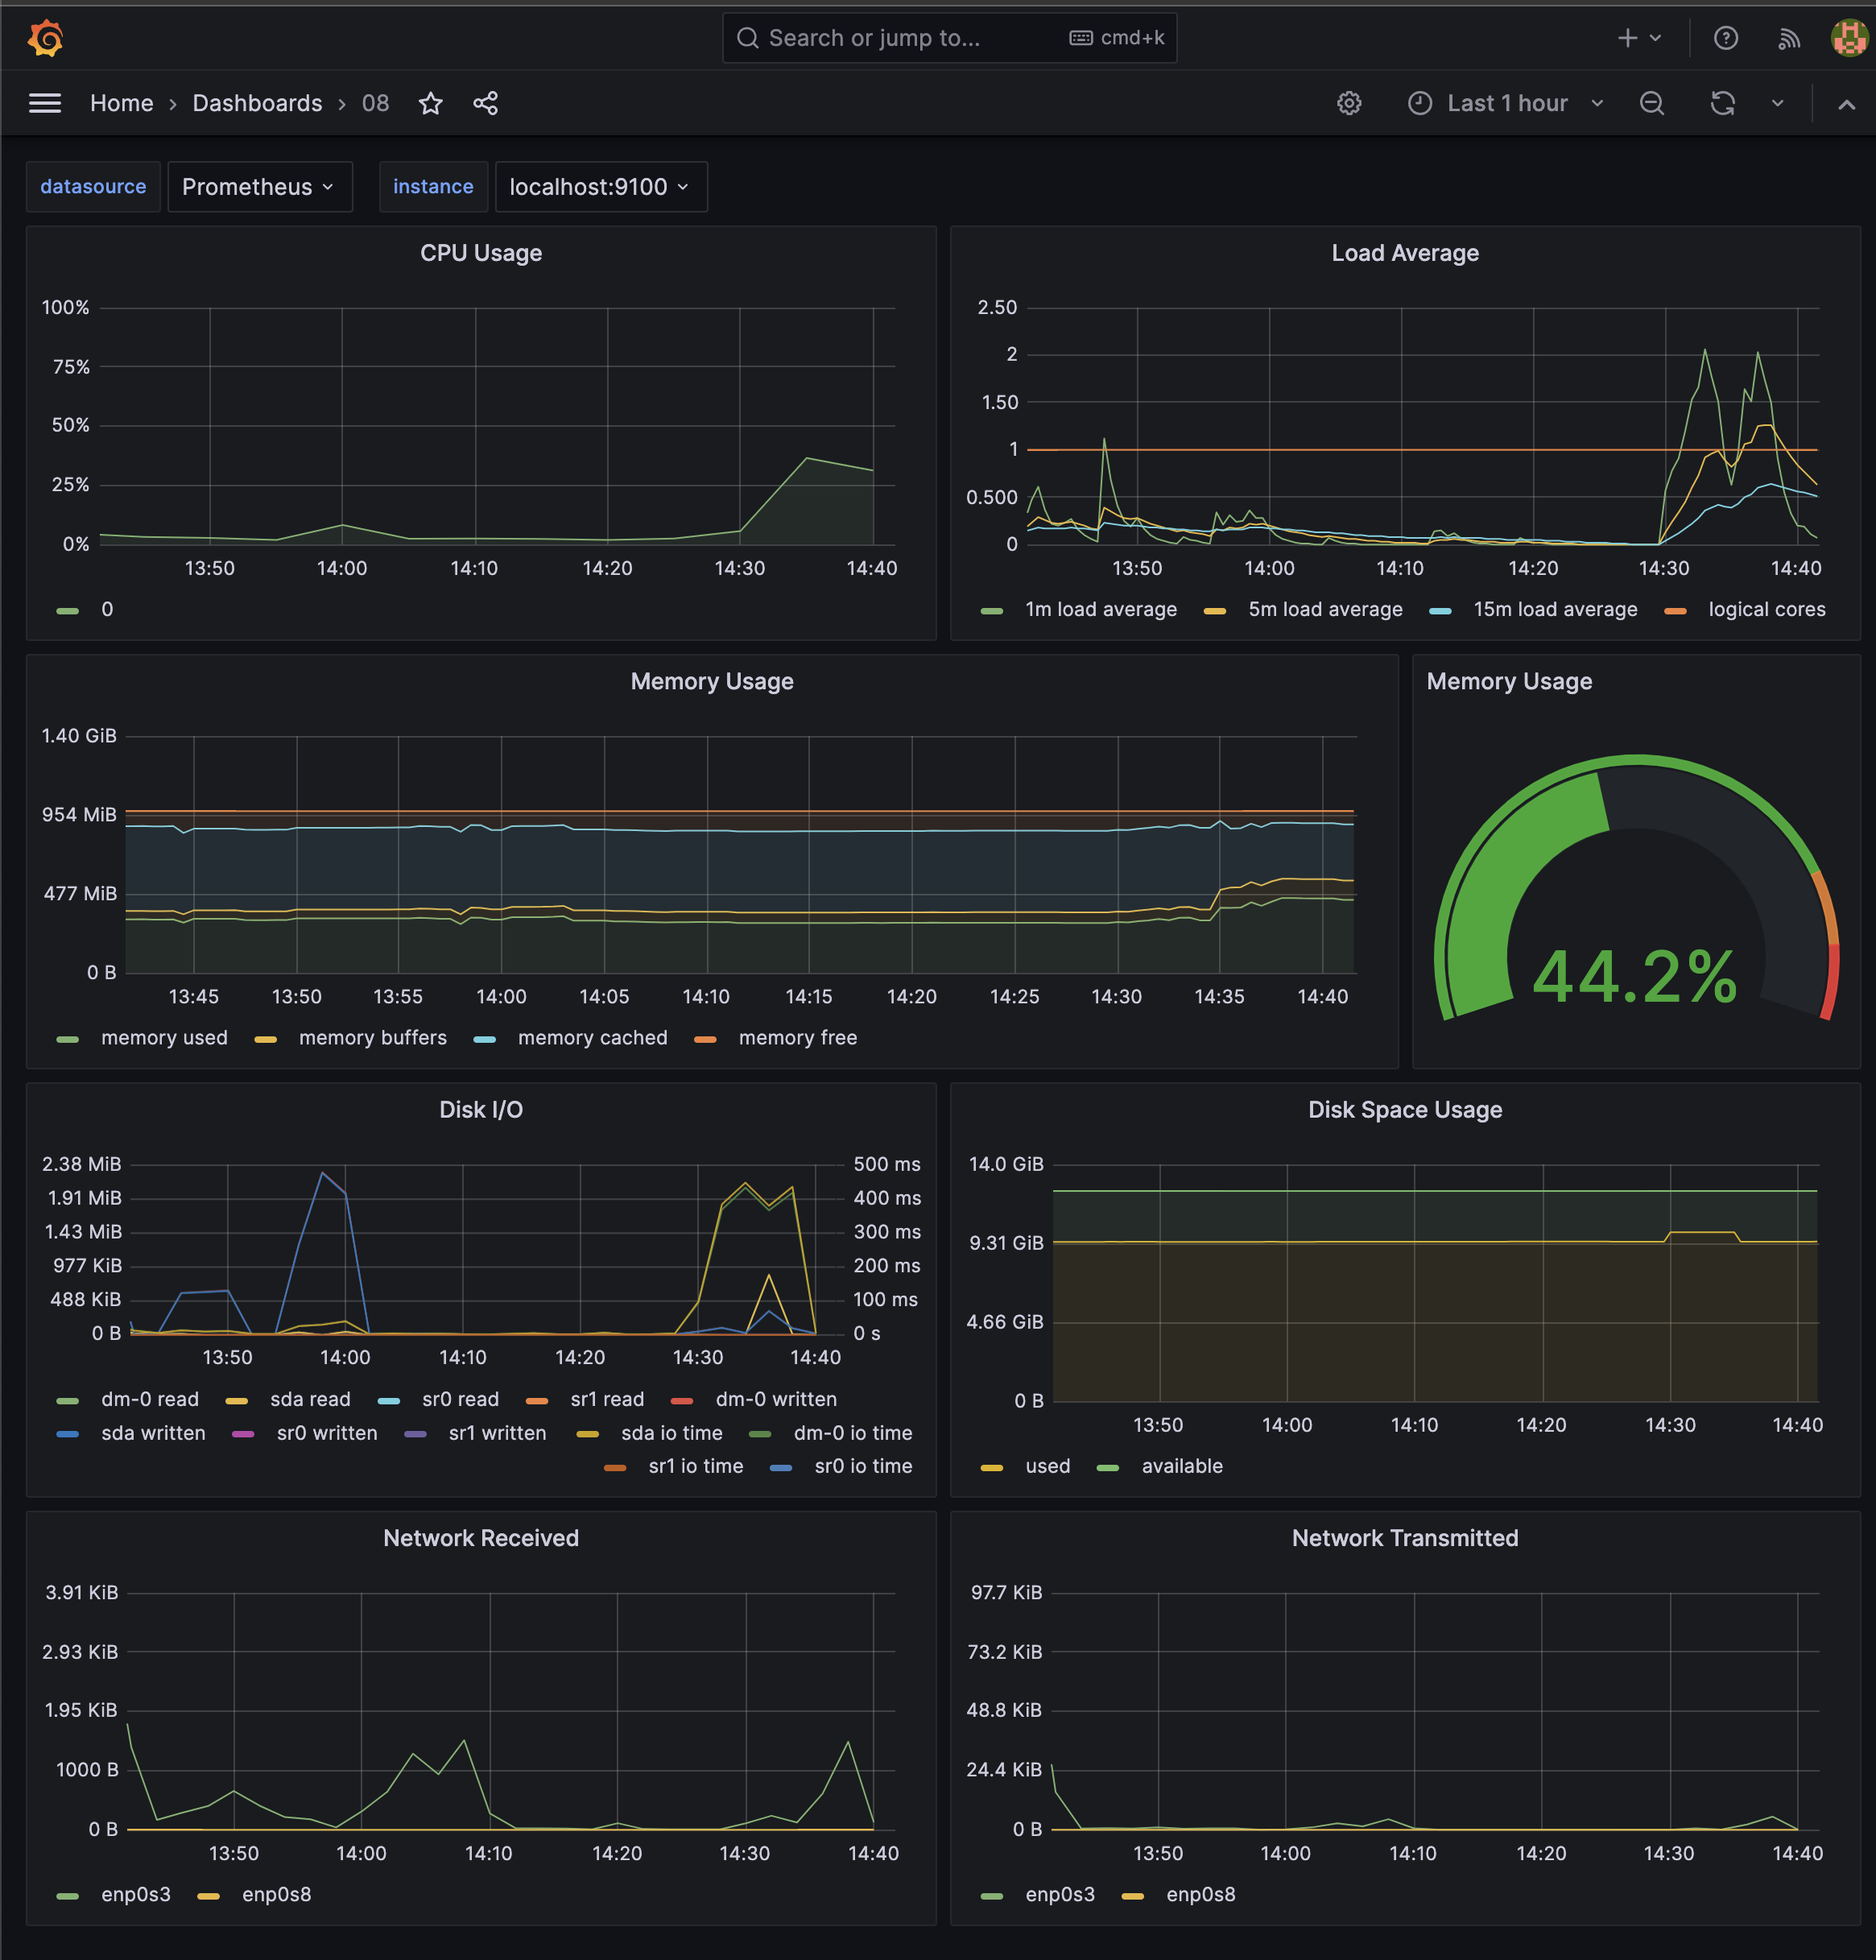 Search or jump to... cmd+k
Home › Dashboards › 08 Last 1 hour
datasource Prometheus instance localhost:9100
CPU Usage
100%
75%
50%
25%
0%
13:50 14:00 14:10 14:20 14:30 14:40
0
Load Average
2.50
2
1.50
1
0.500
0
13:50 14:00 14:10 14:20 14:30 14:40
1m load average 5m load average 15m load average logical cores
Memory Usage
1.40 GiB
954 MiB
477 MiB
0 B
13:45 13:50 13:55 14:00 14:05 14:10 14:15 14:20 14:25 14:30 14:35 14:40
memory used memory buffers memory cached memory free
Memory Usage
44.2%
Disk I/O
2.38 MiB 500 ms
1.91 MiB 400 ms
1.43 MiB 300 ms
977 KiB 200 ms
488 KiB 100 ms
0 B 0 s
13:50 14:00 14:10 14:20 14:30 14:40
dm-0 read sda read sr0 read sr1 read dm-0 written
sda written sr0 written sr1 written sda io time dm-0 io time
sr1 io time sr0 io time
Disk Space Usage
14.0 GiB
9.31 GiB
4.66 GiB
0 B
13:50 14:00 14:10 14:20 14:30 14:40
used available
Network Received
3.91 KiB
2.93 KiB
1.95 KiB
1000 B
0 B
13:50 14:00 14:10 14:20 14:30 14:40
enp0s3 enp0s8
Network Transmitted
97.7 KiB
73.2 KiB
48.8 KiB
24.4 KiB
0 B
13:50 14:00 14:10 14:20 14:30 14:40
enp0s3 enp0s8